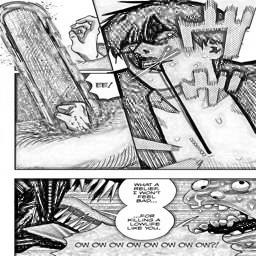 EE!
WHAT A
RELIEF.
I WON'T
FEEL
BAD...
...FOR
KILLING A
LOWLIFE
LIKE YOU.
OW OW OW OW OW OW OW OW?!